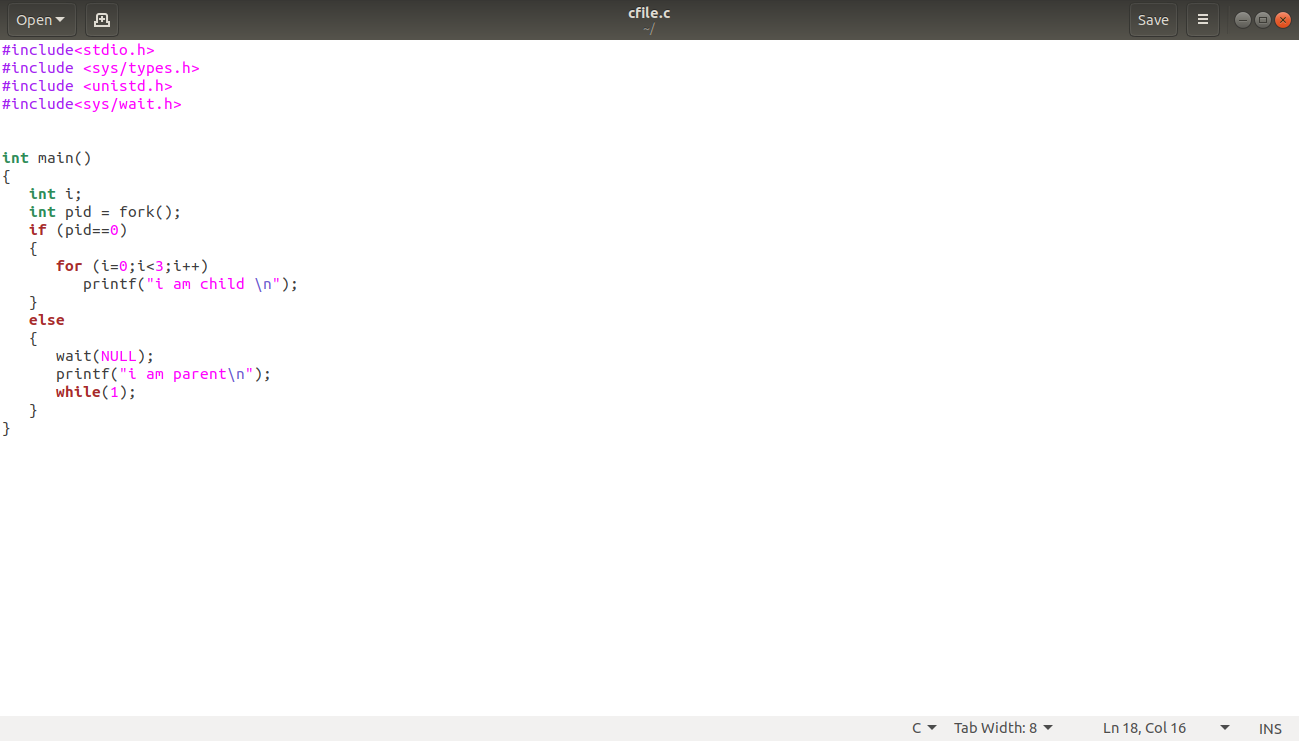 Open
cfile.c
~/
Save
#include<stdio.h>
#include <sys/types.h>
#include <unistd.h>
#include<sys/wait.h>
int main()
{
   int i;
   int pid = fork();
   if (pid==0)
   {
      for (i=0;i<3;i++)
         printf("i am child \n");
   }
   else
   {
      wait(NULL);
      printf("i am parent\n");
      while(1);
   }
}
C
Tab Width: 8
Ln 18, Col 16
INS